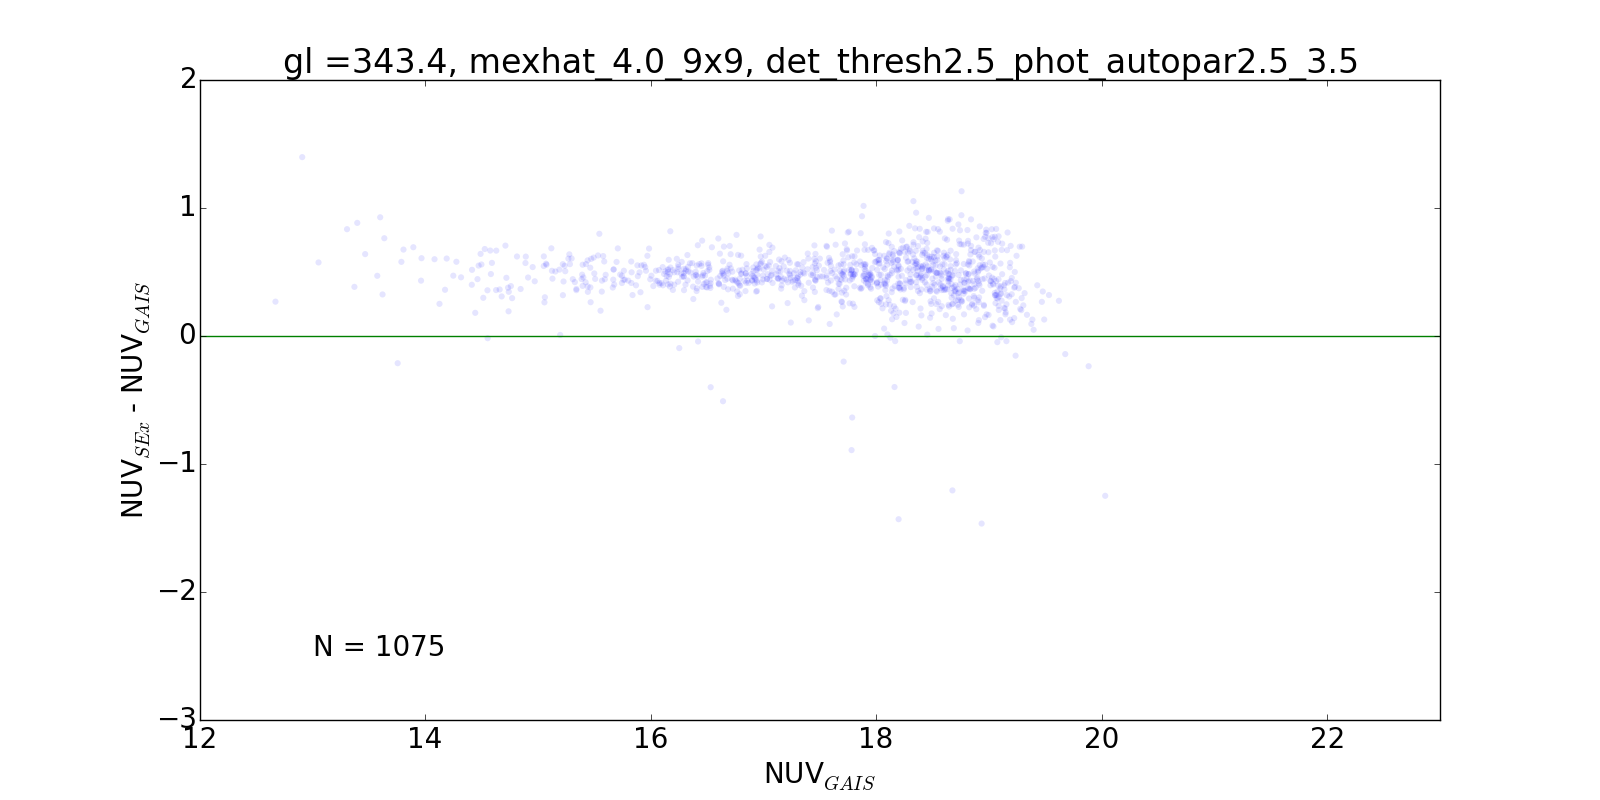 gl =343.4, mexhat_4.0_9x9, det_thresh2.5_phot_autopar2.5_3.5
2
1
0
−1
−2
−3
NUV_SEx - NUV_GAIS
N = 1075
12 14 16 18 20 22
NUV_GAIS